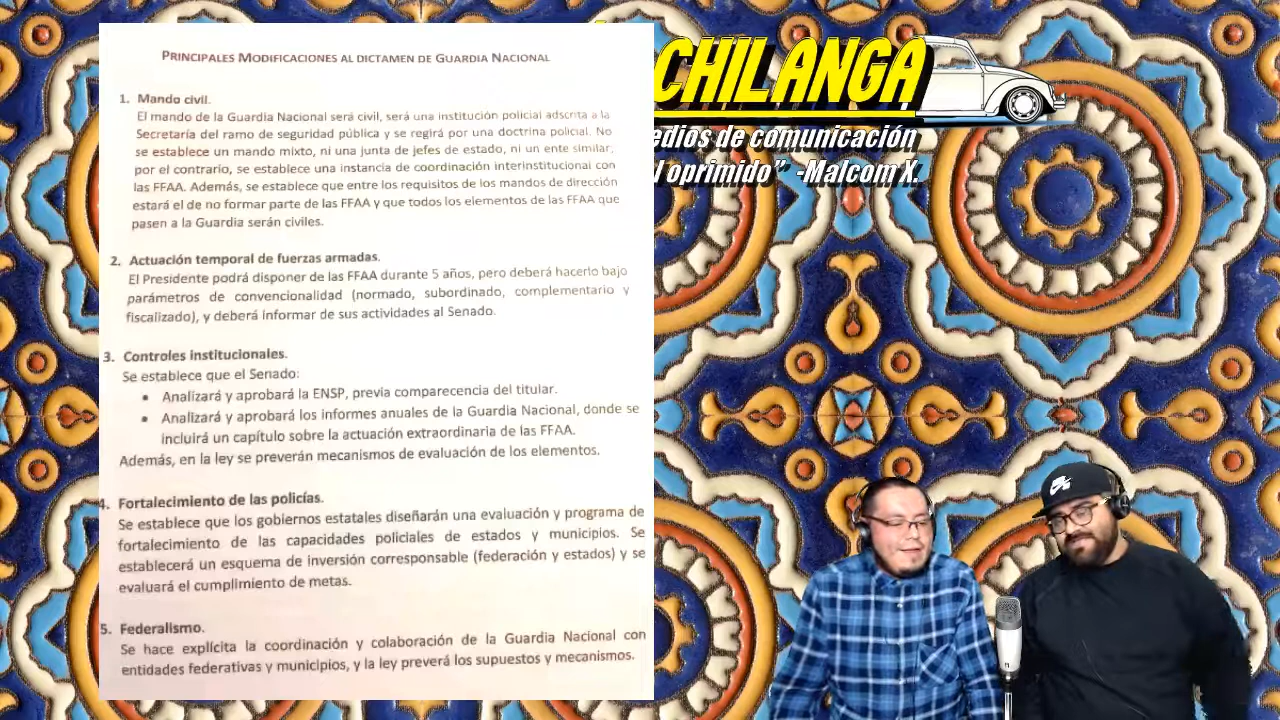 PRINCIPALES MODIFICACIONES AL DICTAMEN DE GUARDIA NACIONAL
1. Mando civil.
El mando de la Guardia Nacional será civil, será una institución policial adscrita a la
Secretaría del ramo de seguridad pública y se regirá por una doctrina policial. No
se establece un mando mixto, ni una junta de jefes de estado, ni un ente similar;
por el contrario, se establece una instancia de coordinación interinstitucional con
las FFAA. Además, se establece que entre los requisitos de los mandos de dirección
estará el de no formar parte de las FFAA y que todos los elementos de las FFAA que
pasen a la Guardia serán civiles.
2. Actuación temporal de fuerzas armadas.
El Presidente podrá disponer de las FFAA durante 5 años, pero deberá hacerlo bajo
parámetros de convencionalidad (normado, subordinado, complementario y
fiscalizado), y deberá informar de sus actividades al Senado.
3. Controles institucionales.
Se establece que el Senado:
• Analizará y aprobará la ENSP, previa comparecencia del titular.
• Analizará y aprobará los informes anuales de la Guardia Nacional, donde se
incluirá un capítulo sobre la actuación extraordinaria de las FFAA.
Además, en la ley se preverán mecanismos de evaluación de los elementos.
4. Fortalecimiento de las policías.
Se establece que los gobiernos estatales diseñarán una evaluación y programa de
fortalecimiento de las capacidades policiales de estados y municipios. Se
establecerá un esquema de inversión corresponsable (federación y estados) y se
evaluará el cumplimiento de metas.
5. Federalismo.
Se hace explícita la coordinación y colaboración de la Guardia Nacional con
entidades federativas y municipios, y la ley preverá los supuestos y mecanismos.
CHILANGA
edios de comunicación
l oprimido" -Malcom X.